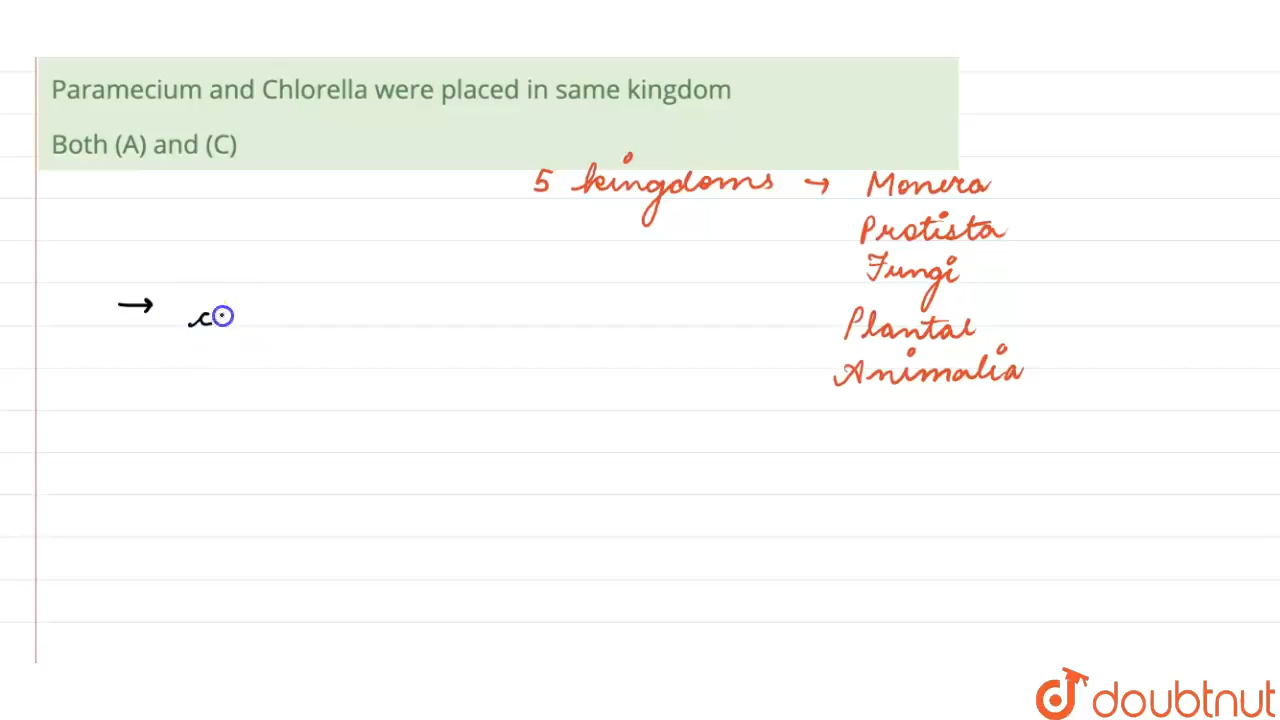 Paramecium and Chlorella were placed in same kingdom
Both (A) and (C)
5 kingdoms → Monera
Protista
Fungi
→
Plantae
Animalia
doubtnut